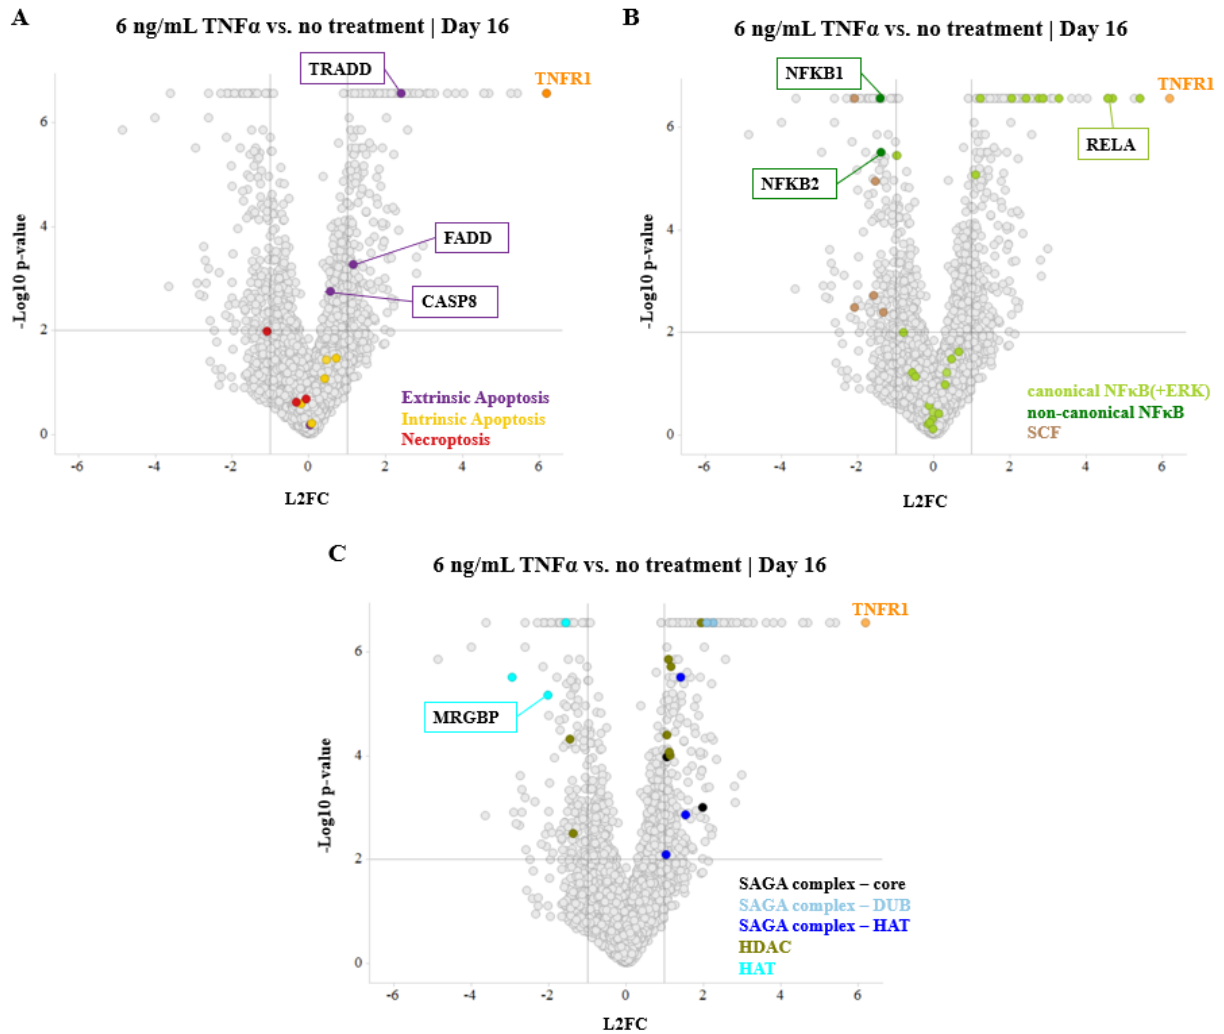 A
6 ng/mL TNFα vs. no treatment | Day 16
TRADD
TNFR1
6
FADD
4
CASP8
-Log10 p-value
2
Extrinsic Apoptosis
Intrinsic Apoptosis
Necroptosis
0
-6 -4 -2 0 2 4 6
L2FC
B
6 ng/mL TNFα vs. no treatment | Day 16
NFKB1
TNFR1
6
RELA
NFKB2
4
-Log10 p-value
2
canonical NFκB(+ERK)
non-canonical NFκB
SCF
0
-6 -4 -2 0 2 4 6
L2FC
C
6 ng/mL TNFα vs. no treatment | Day 16
TNFR1
6
MRGBP
4
-Log10 p-value
2
SAGA complex – core
SAGA complex – DUB
SAGA complex – HAT
HDAC
HAT
0
-6 -4 -2 0 2 4 6
L2FC